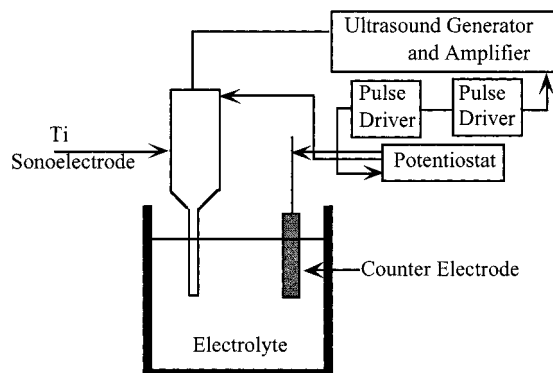 Ultrasound Generator
and Amplifier
Pulse
Driver
Pulse
Driver
Ti
Sonoelectrode
Potentiostat
Counter Electrode
Electrolyte